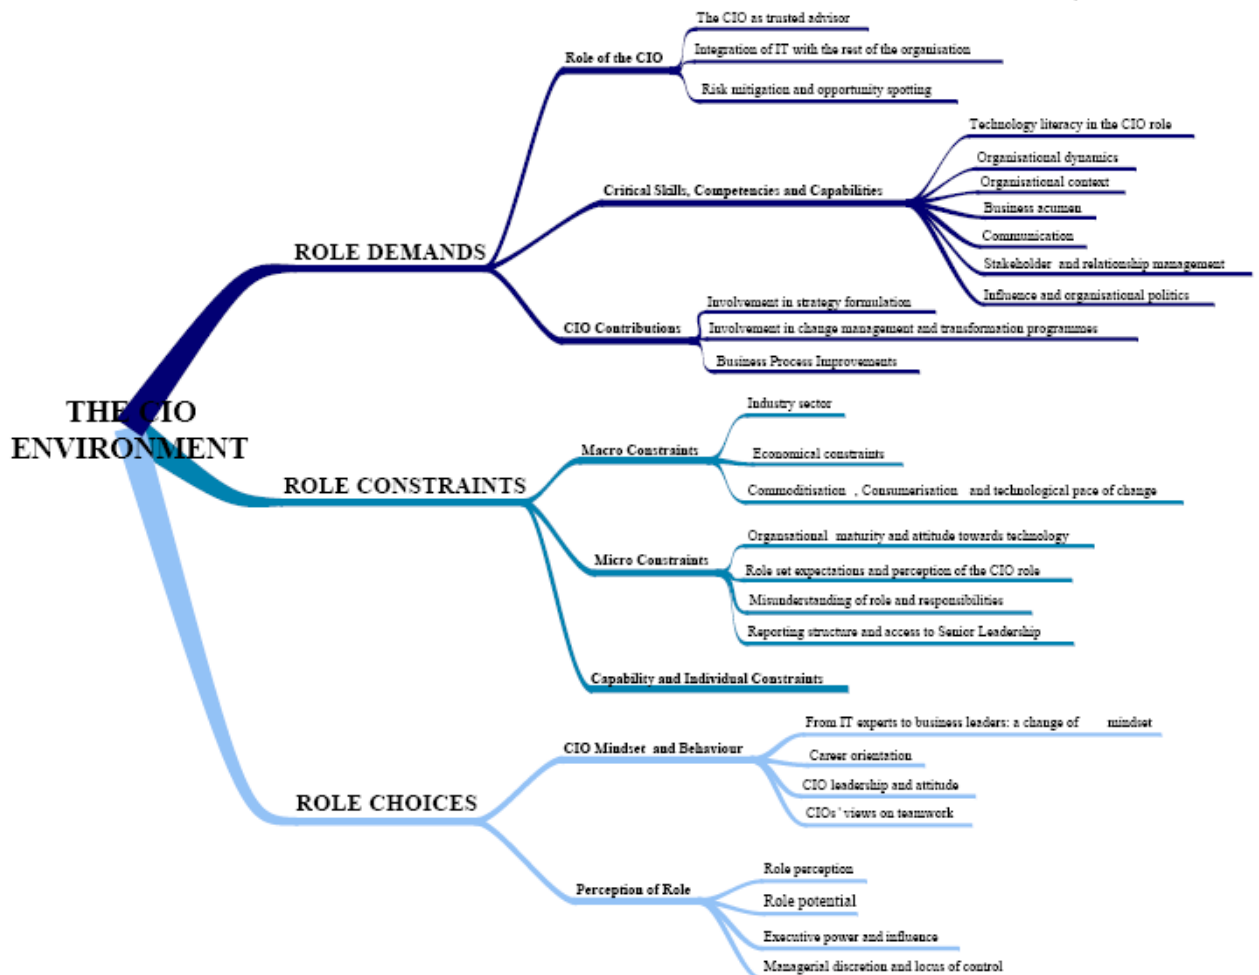 The CIO as trusted advisor
Role of the CIO
Integration of IT with the rest of the organisation
Risk mitigation and opportunity spotting
Technology literacy in the CIO role
Organisational dynamics
Organisational context
Critical Skills, Competencies and Capabilities
Business acumen
Communication
ROLE DEMANDS
Stakeholder and relationship management
Influence and organisational politics
Involvement in strategy formulation
CIO Contributions
Involvement in change management and transformation programmes
Business Process Improvements
THE CIO
ENVIRONMENT
Industry sector
Macro Constraints
Economical constraints
ROLE CONSTRAINTS
Commoditisation , Consumerisation and technological pace of change
Organsational maturity and attitude towards technology
Micro Constraints
Role set expectations and perception of the CIO role
Misunderstanding of role and responsibilities
Reporting structure and access to Senior Leadership
Capability and Individual Constraints
From IT experts to business leaders: a change of mindset
CIO Mindset and Behaviour
Career orientation
CIO leadership and attitude
ROLE CHOICES
CIOs' views on teamwork
Role perception
Perception of Role
Role potential
Executive power and influence
Managerial discretion and locus of control